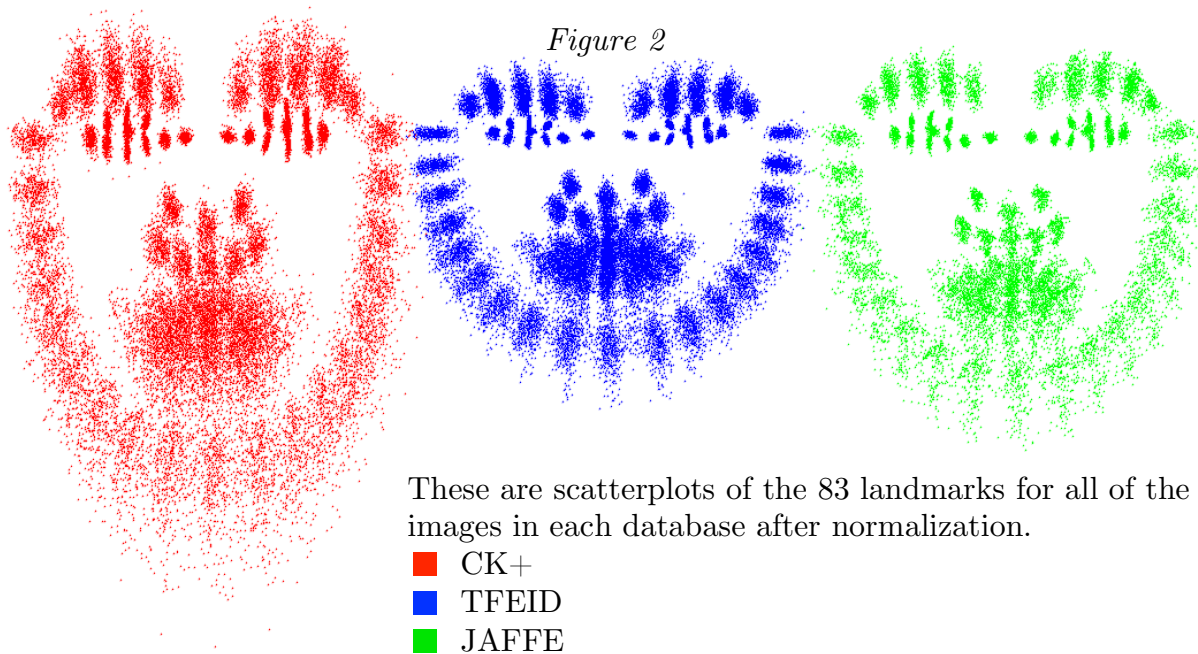 Figure 2
These are scatterplots of the 83 landmarks for all of the
images in each database after normalization.
CK+
TFEID
JAFFE